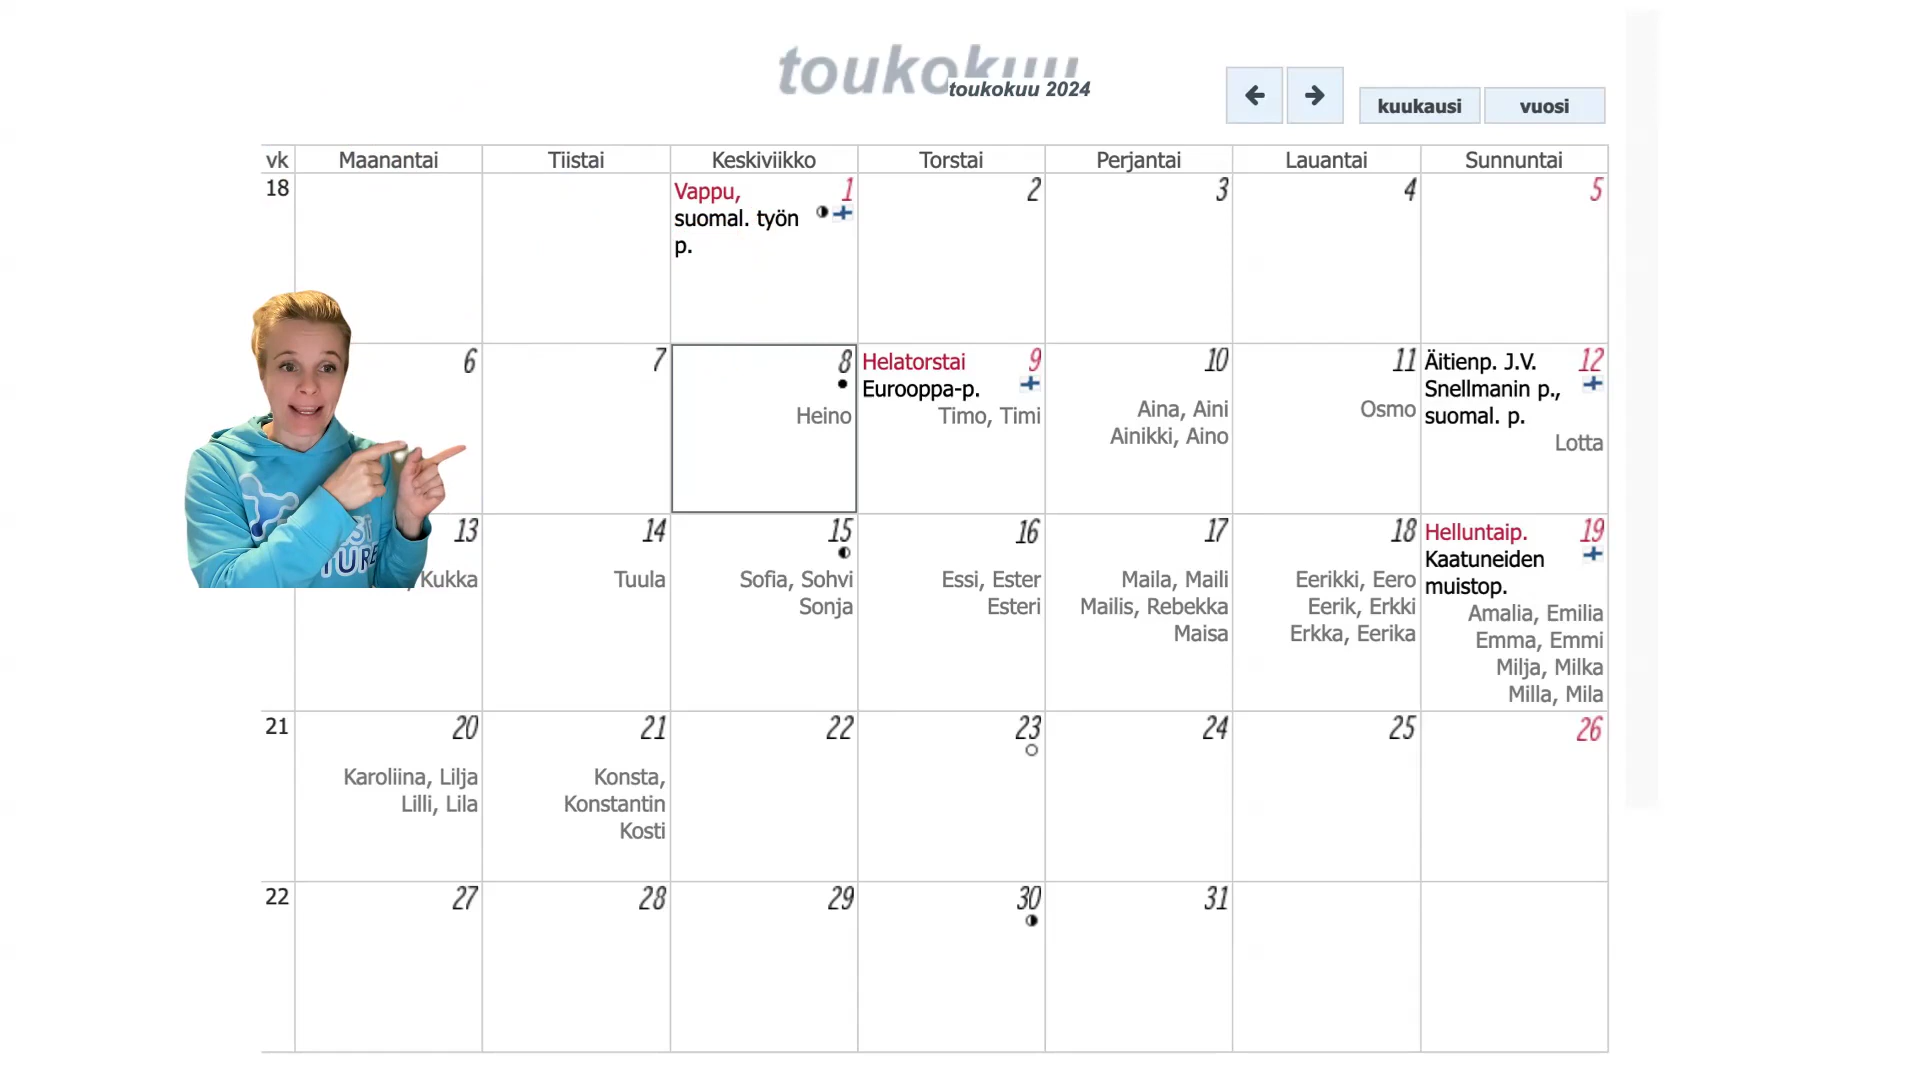 toukokuu
toukokuu 2024
kuukausi
vuosi
vk Maanantai Tiistai Keskiviikko Torstai Perjantai Lauantai Sunnuntai
18
Vappu, 1
suomal. työn
p.
2
3
4
5
6
7
8
Heino
Helatorstai 9
Eurooppa-p.
Timo, Timi
10
Aina, Aini
Ainikki, Aino
11
Osmo
Äitienp. J.V. 12
Snellmanin p.,
suomal. p.
Lotta
13
Kukka
14
Tuula
15
Sofia, Sohvi
Sonja
16
Essi, Ester
Esteri
17
Maila, Maili
Mailis, Rebekka
Maisa
18
Eerikki, Eero
Eerik, Erkki
Erkka, Eerika
Helluntaip. 19
Kaatuneiden
muistop.
Amalia, Emilia
Emma, Emmi
Milja, Milka
Milla, Mila
21
20
Karoliina, Lilja
Lilli, Lila
21
Konsta,
Konstantin
Kosti
22
23
24
25
26
22
27
28
29
30
31